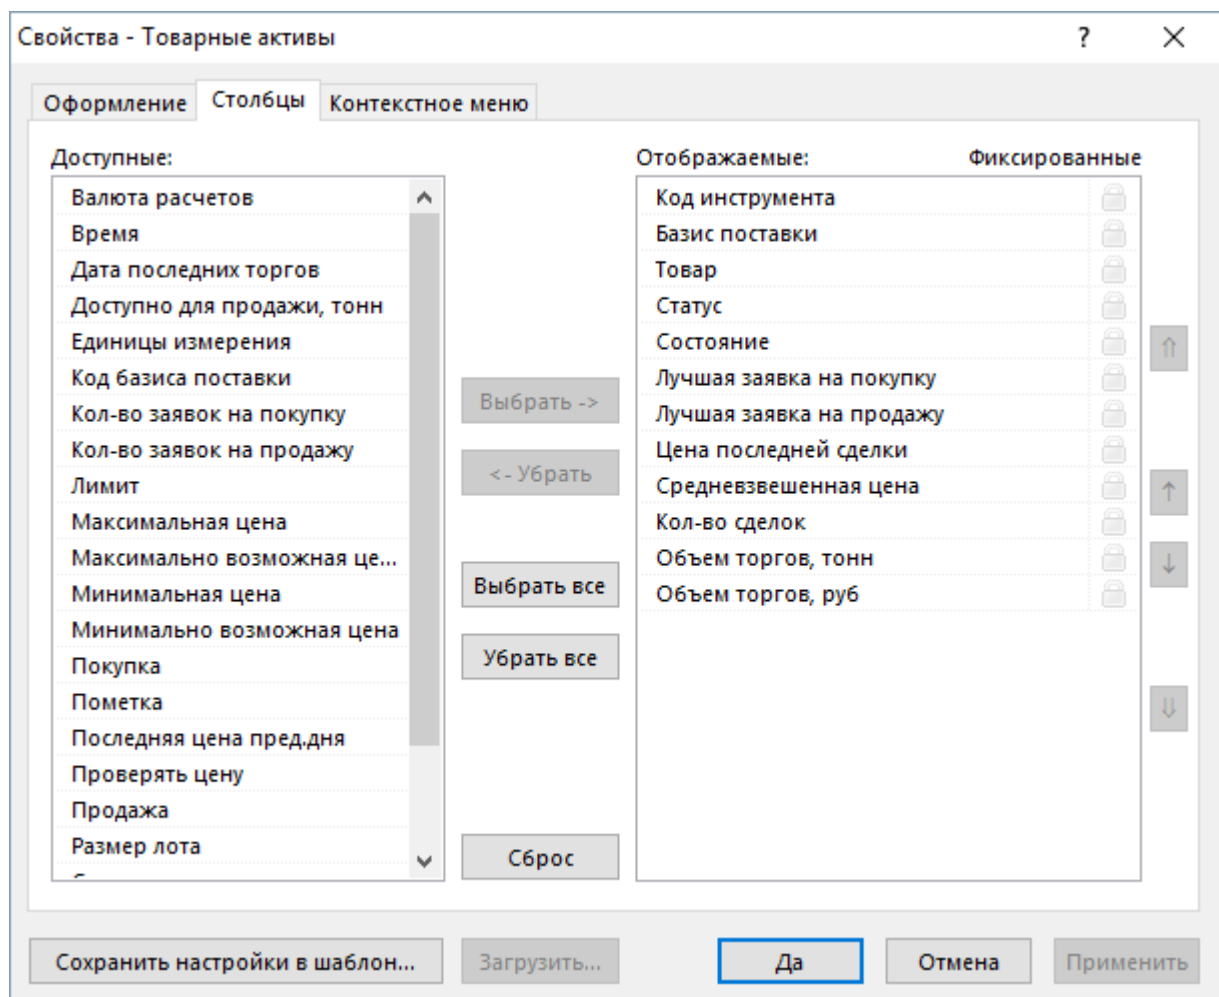 Свойства - Товарные активы
?
Оформление
Столбцы
Контекстное меню
Доступные:
Валюта расчетов
Время
Дата последних торгов
Доступно для продажи, тонн
Единицы измерения
Код базиса поставки
Кол-во заявок на покупку
Кол-во заявок на продажу
Лимит
Максимальная цена
Максимально возможная це...
Минимальная цена
Минимально возможная цена
Покупка
Пометка
Последняя цена пред.дня
Проверять цену
Продажа
Размер лота
Выбрать ->
<- Убрать
Выбрать все
Убрать все
Сброс
Отображаемые:
Фиксированные
Код инструмента
Базис поставки
Товар
Статус
Состояние
Лучшая заявка на покупку
Лучшая заявка на продажу
Цена последней сделки
Средневзвешенная цена
Кол-во сделок
Объем торгов, тонн
Объем торгов, руб
Сохранить настройки в шаблон...
Загрузить...
Да
Отмена
Применить